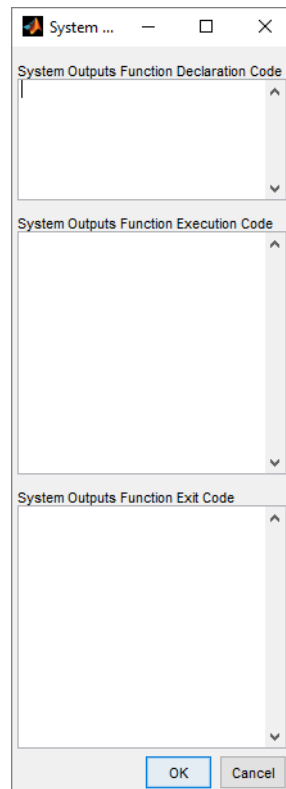 System ...
System Outputs Function Declaration Code
System Outputs Function Execution Code
System Outputs Function Exit Code
OK
Cancel